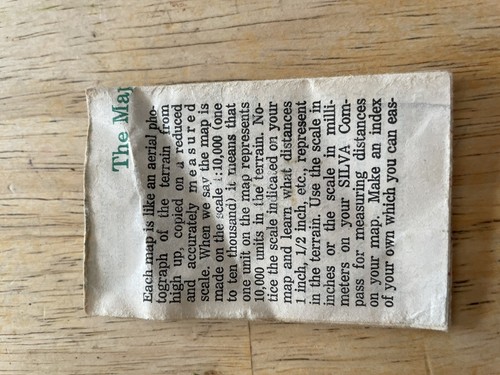 The Map
Each map is like an aerial pho-
tograph of the terrain from
high up, copied on a reduced
and accurately measured
scale. When we say the map is
made on the scale 1:10,000 (one
to ten thousand) it means that
one unit on the map represents
10,000 units in the terrain. No-
tice the scale indicated on your
map and learn what distances
1 inch, 1/2 inch, etc., represent
in the terrain. Use the scale in
inches or the scale in milli-
meters on your SILVA Com-
pass for measuring distances
on your map. Make an index
of your own which you can eas-